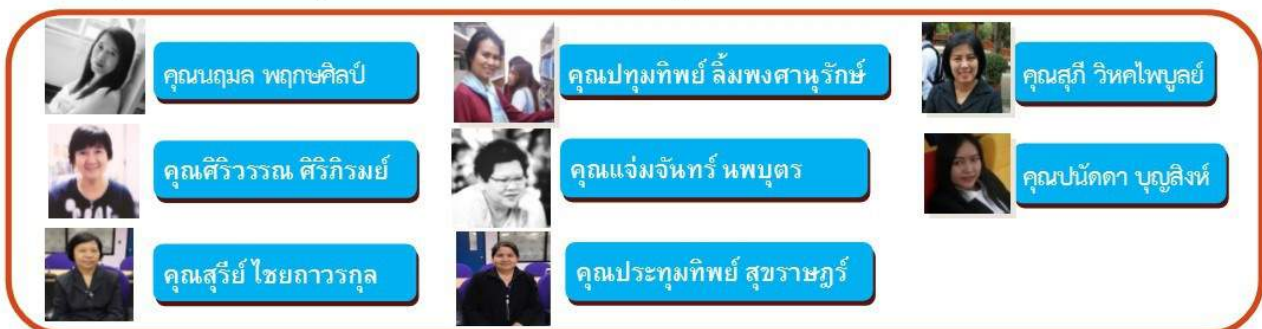 คุณนฤมล พฤกษศิลป์
คุณปทุมทิพย์ ลิ้มพงศานุรักษ์
คุณสุภี วิหคไพบูลย์
คุณศิริวรรณ ศิริภิรมย์
คุณแจ่มจันทร์ นพบุตร
คุณปนัดดา บุญสิงห์
คุณสุรีย์ ไชยถาวรกุล
คุณประทุมทิพย์ สุขราษฎร์